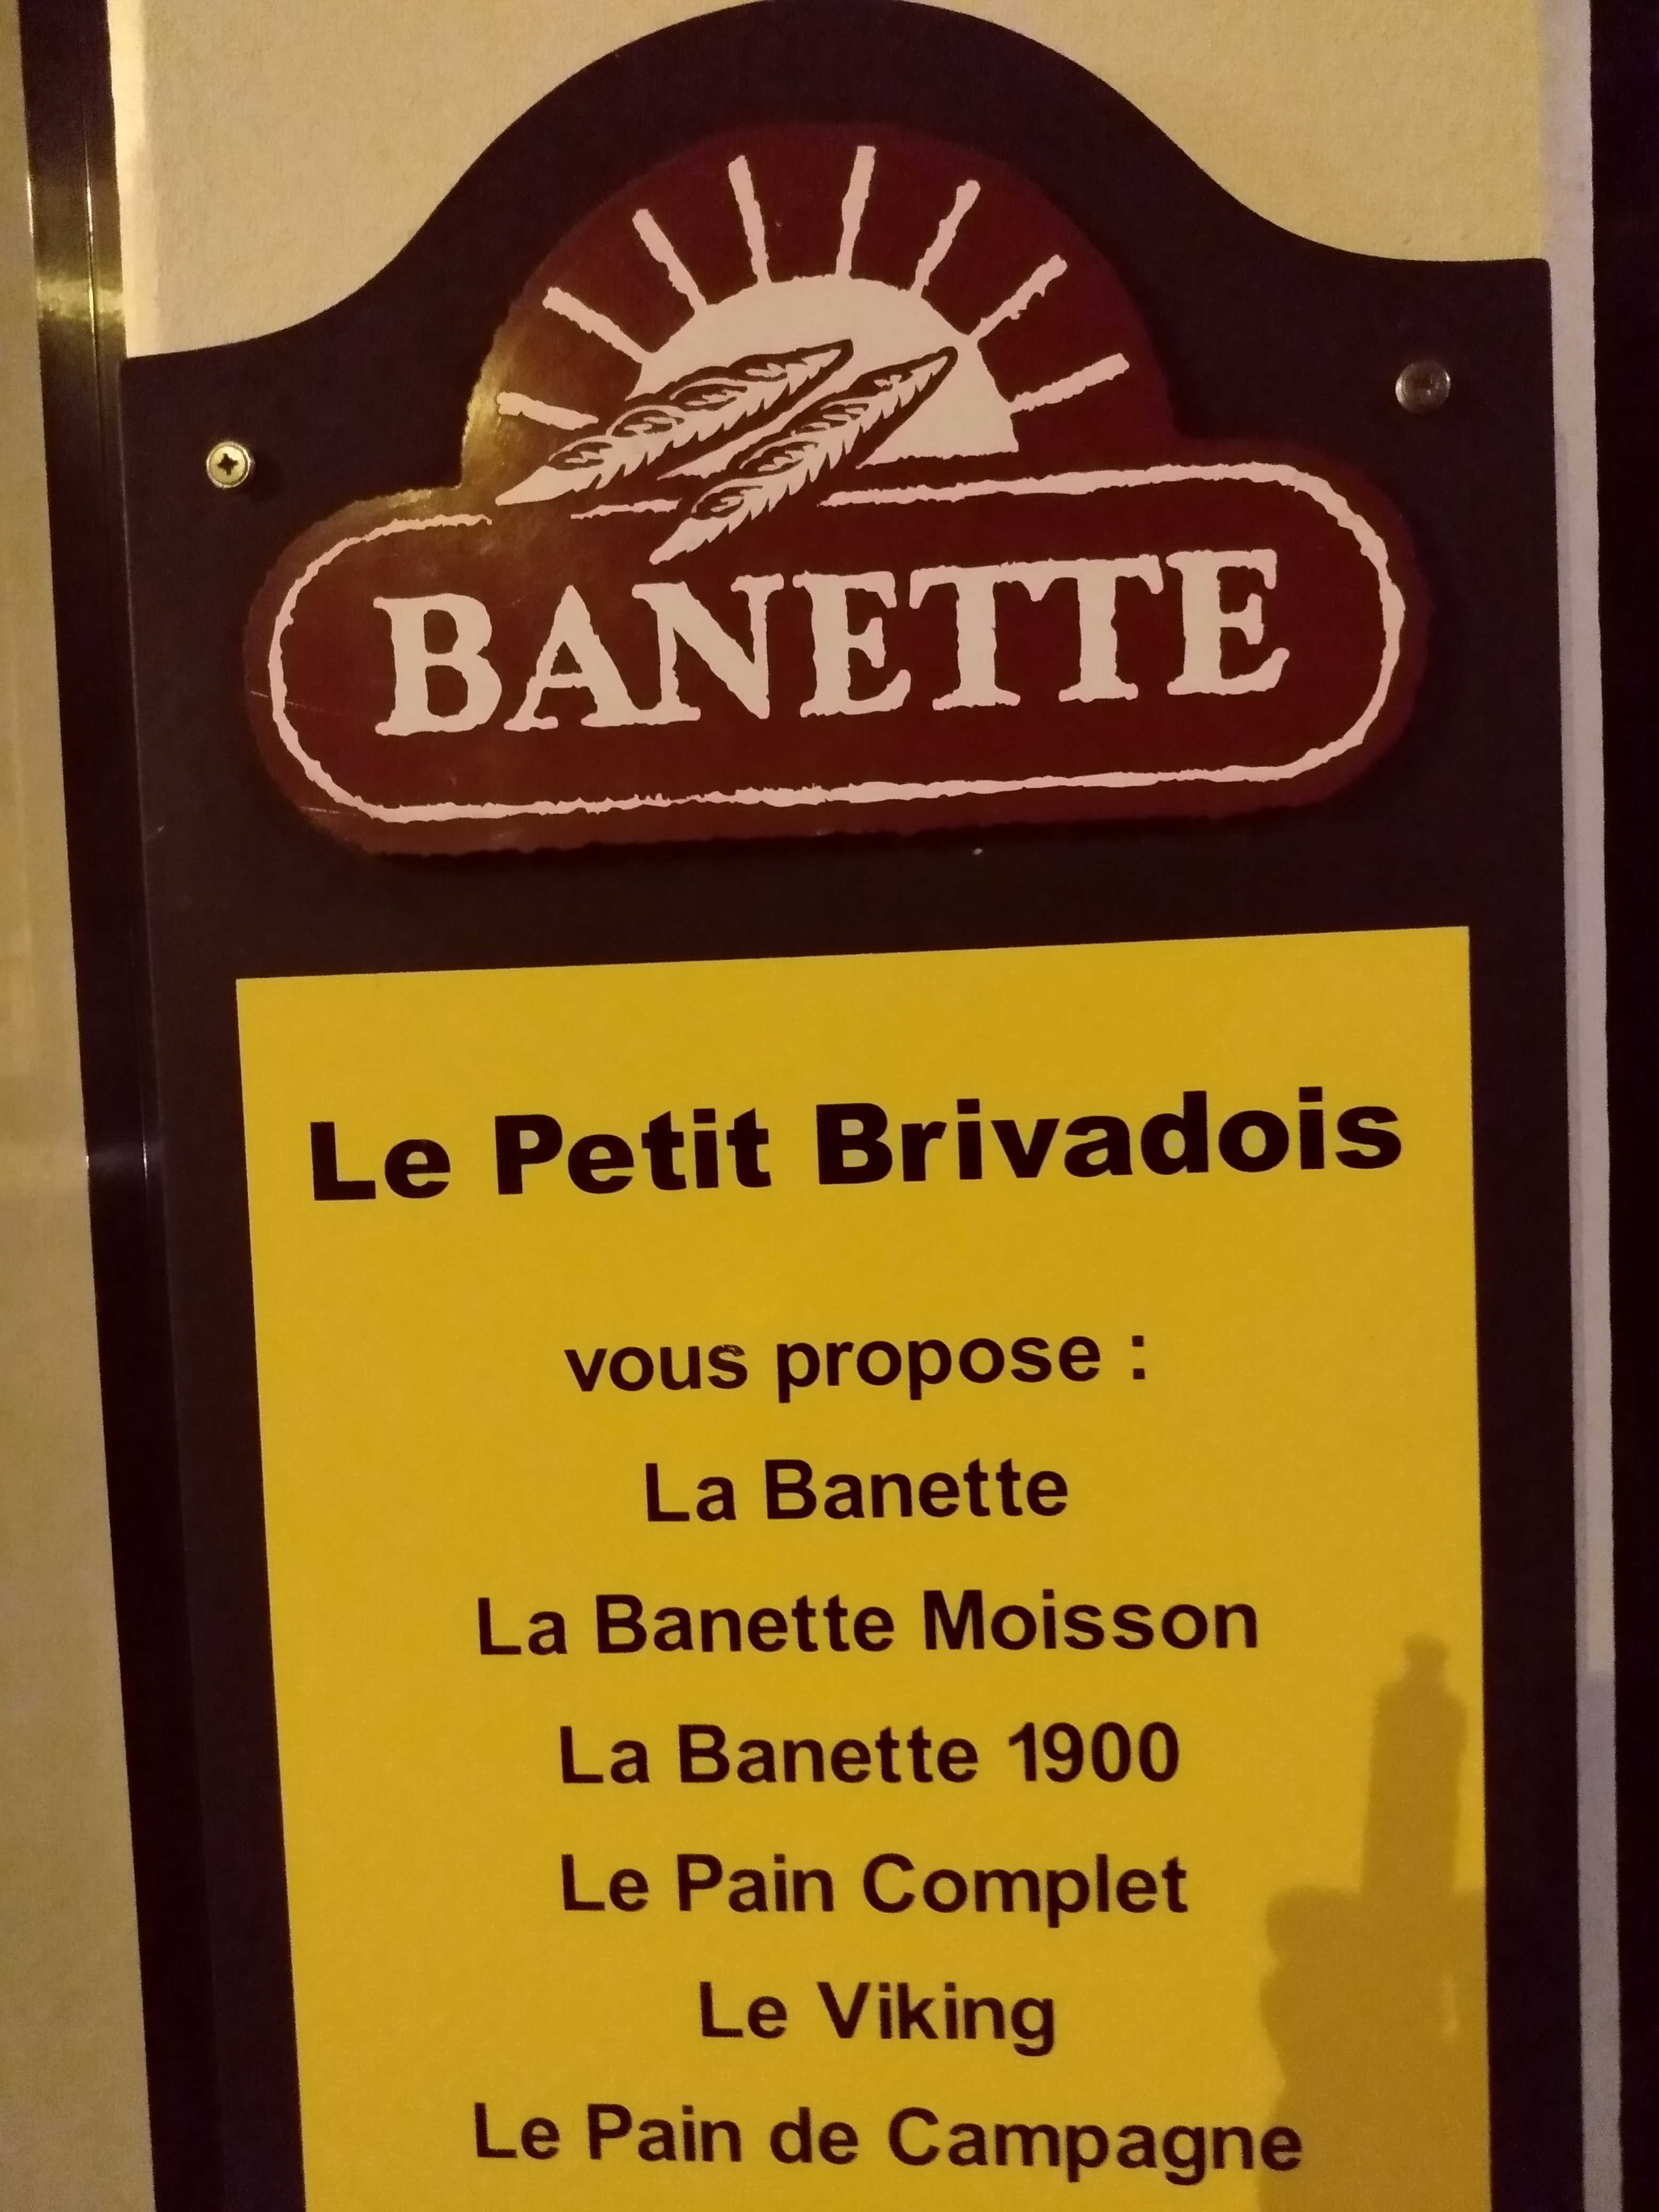 BANETTE
Le Petit Brivadois
vous propose :
La Banette
La Banette Moisson
La Banette 1900
Le Pain Complet
Le Viking
Le Pain de Campagne